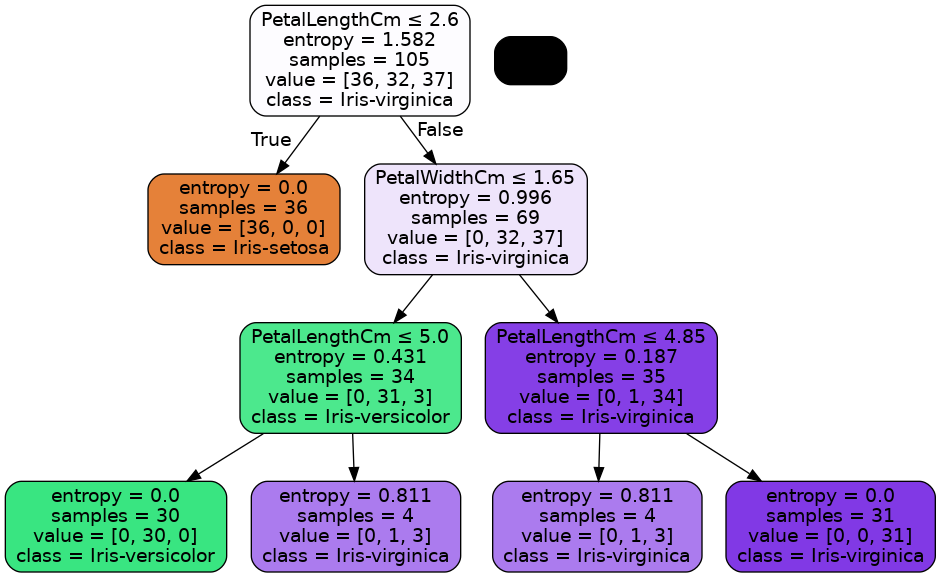 PetalLengthCm ≤ 2.6
entropy = 1.582
samples = 105
value = [36, 32, 37]
class = Iris-virginica
True
False
entropy = 0.0
samples = 36
value = [36, 0, 0]
class = Iris-setosa
PetalWidthCm ≤ 1.65
entropy = 0.996
samples = 69
value = [0, 32, 37]
class = Iris-virginica
PetalLengthCm ≤ 5.0
entropy = 0.431
samples = 34
value = [0, 31, 3]
class = Iris-versicolor
PetalLengthCm ≤ 4.85
entropy = 0.187
samples = 35
value = [0, 1, 34]
class = Iris-virginica
entropy = 0.0
samples = 30
value = [0, 30, 0]
class = Iris-versicolor
entropy = 0.811
samples = 4
value = [0, 1, 3]
class = Iris-virginica
entropy = 0.811
samples = 4
value = [0, 1, 3]
class = Iris-virginica
entropy = 0.0
samples = 31
value = [0, 0, 31]
class = Iris-virginica